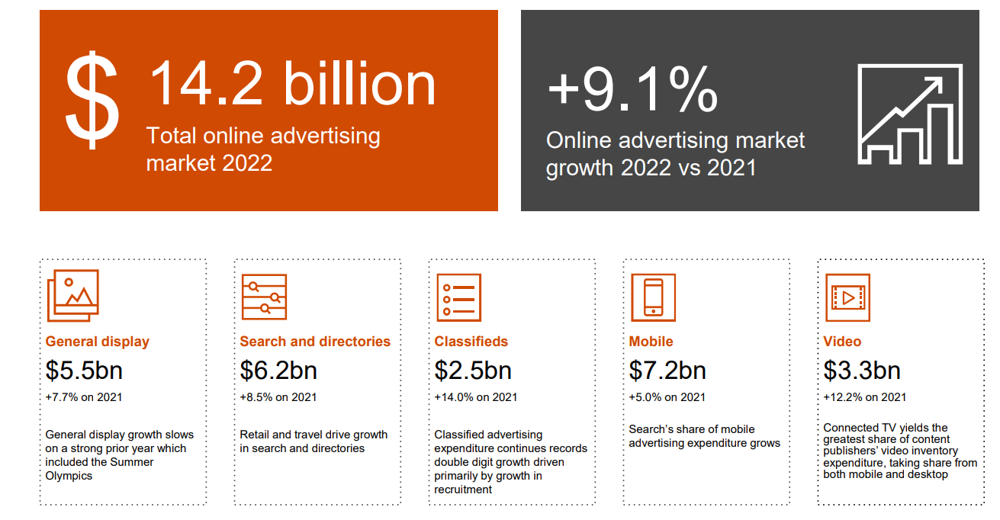 $ 14.2 billion
Total online advertising
market 2022
+9.1%
Online advertising market
growth 2022 vs 2021
General display
$5.5bn
+7.7% on 2021
General display growth slows
on a strong prior year which
included the Summer
Olympics
Search and directories
$6.2bn
+8.5% on 2021
Retail and travel drive growth
in search and directories
Classifieds
$2.5bn
+14.0% on 2021
Classified advertising
expenditure continues records
double digit growth driven
primarily by growth in
recruitment
Mobile
$7.2bn
+5.0% on 2021
Search’s share of mobile
advertising expenditure grows
Video
$3.3bn
+12.2% on 2021
Connected TV yields the
greatest share of content
publishers’ video inventory
expenditure, taking share from
both mobile and desktop